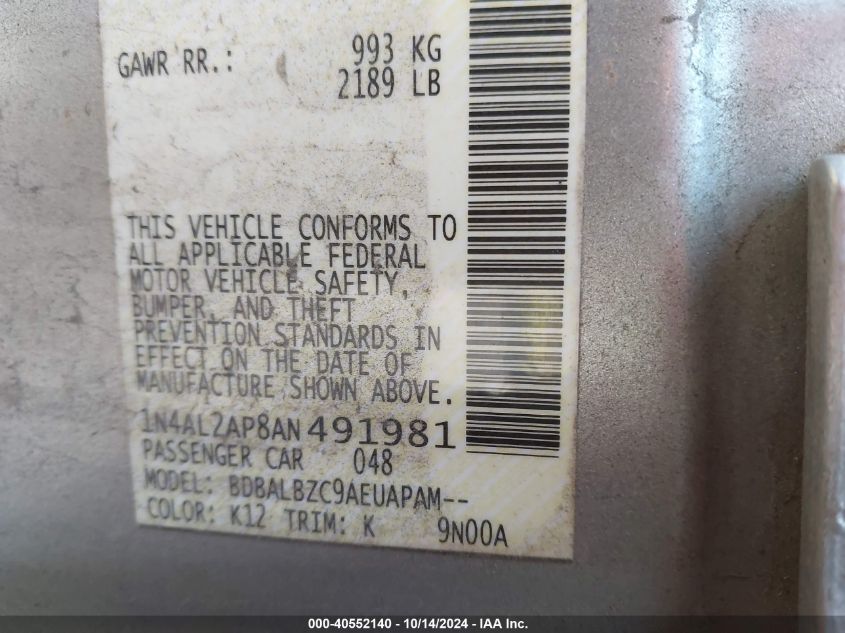 GAWR RR.: 993 KG
2189 LB
THIS VEHICLE CONFORMS TO
ALL APPLICABLE FEDERAL
MOTOR VEHICLE SAFETY,
BUMPER, AND THEFT
PREVENTION STANDARDS IN
EFFECT ON THE DATE OF
MANUFACTURE SHOWN ABOVE.
1N4AL2AP8AN491981
PASSENGER CAR 048
MODEL: BDBALBZC9AEUAPAM--
COLOR: K12 TRIM: K 9N00A
000-40552140 - 10/14/2024 - IAA Inc.